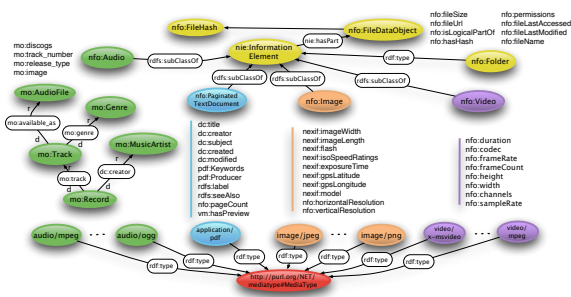 mo:discogs
mo:track_number
mo:release_type
mo:image
nfo:FileHash
nie:hasPart
nfo:FileDataObject
nfo:fileSize
nfo:fileUrl
nfo:isLogicalPartOf
nfo:hasHash
nfo:permissions
nfo:fileLastAccessed
nfo:fileLastModified
nfo:fileName
nfo:Audio
rdfs:subClassOf
nie:Information
Element
rdf:type
nfo:Folder
rdfs:subClassOf
rdfs:subClassOf
rdfs:subClassOf
mo:AudioFile
r
mo:available_as
d
mo:Genre
r
mo:genre
d
mo:Track
r
mo:track
d
mo:MusicArtist
r
dc:creator
d
mo:Record
nfo:Paginated
TextDocument
nfo:Image
nfo:Video
dc:title
dc:creator
dc:subject
dc:created
dc:modified
pdf:Keywords
pdf:Producer
rdfs:label
rdfs:seeAlso
nfo:pageCount
vm:hasPreview
nexif:imageWidth
nexif:imageLength
nexif:flash
nexif:isoSpeedRatings
nexif:exposureTime
nexif:gpsLatitude
nexif:gpsLongitude
nexif:model
nfo:horizontalResolution
nfo:verticalResolution
nfo:duration
nfo:codec
nfo:frameRate
nfo:frameCount
nfo:height
nfo:width
nfo:channels
nfo:sampleRate
audio/mpeg
...
audio/ogg
application/
pdf
image/jpeg
...
image/png
video/
x-msvideo
...
video/
mpeg
rdf:type
rdf:type
rdf:type
rdf:type
rdf:type
rdf:type
rdf:type
http://purl.org/NET/
mediatype#MediaType